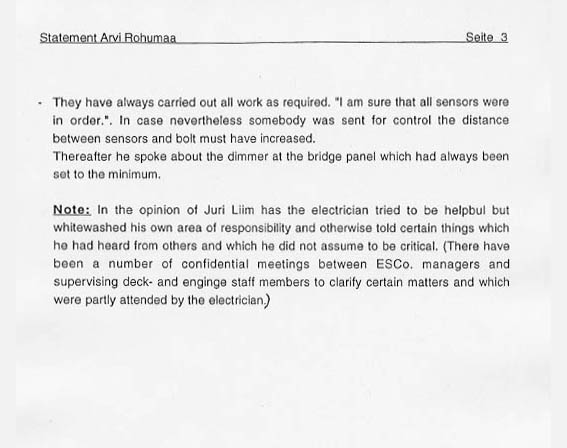 Statement Arvi Rohumaa Seite 3
- They have always carried out all work as required. "I am sure that all sensors were
in order.". In case nevertheless somebody was sent for control the distance
between sensors and bolt must have increased.
Thereafter he spoke about the dimmer at the bridge panel which had always been
set to the minimum.
Note: In the opinion of Juri Liim has the electrician tried to be helpbul but
whitewashed his own area of responsibility and otherwise told certain things which
he had heard from others and which he did not assume to be critical. (There have
been a number of confidential meetings between ESCo. managers and
supervising deck- and enginge staff members to clarify certain matters and which
were partly attended by the electrician.)